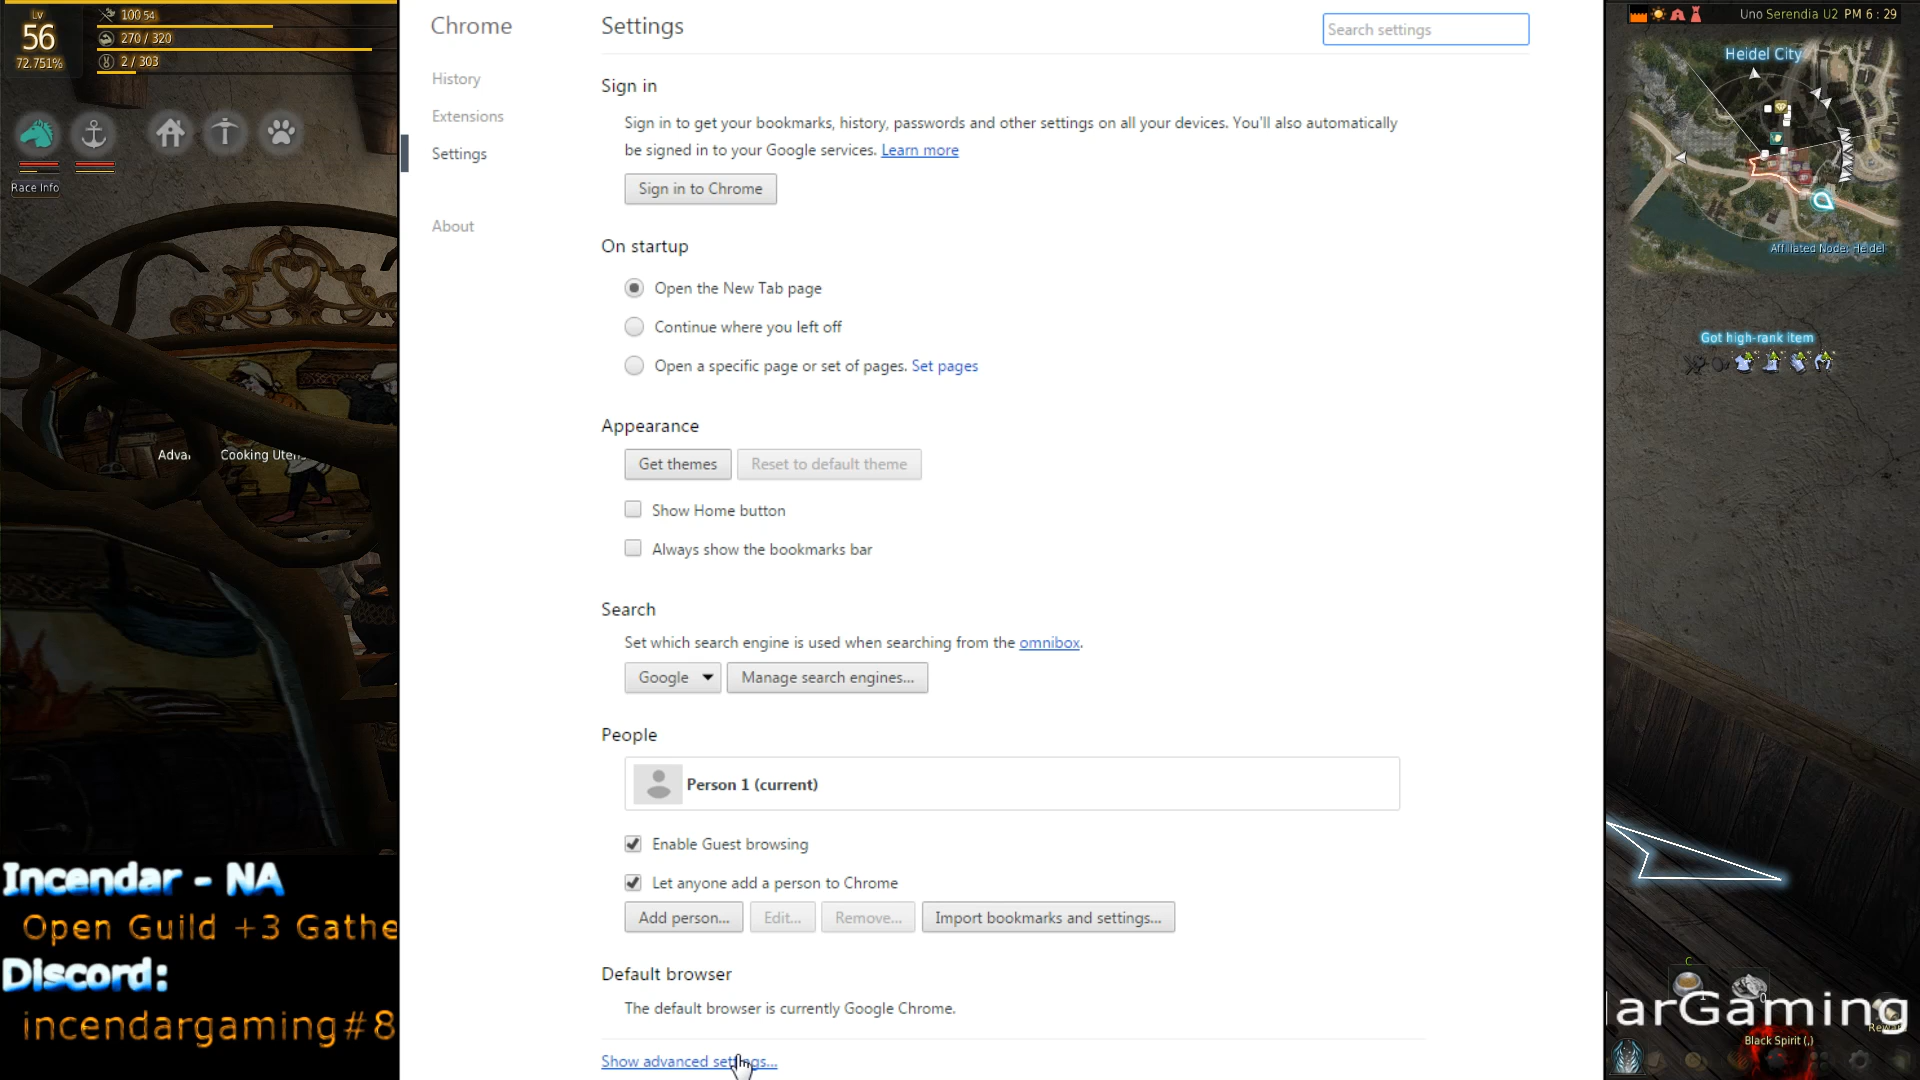 Lv
56
72.751%
100.54
270 / 320
2 / 303
Race Info
Cooking Uten
Incendar - NA
Open Guild +3 Gathe
Discord:
incendargaming#8
Chrome
History
Extensions
Settings
About
Settings
Search settings
Sign in
Sign in to get your bookmarks, history, passwords and other settings on all your devices. You'll also automatically
be signed in to your Google services. Learn more
Sign in to Chrome
On startup
Open the New Tab page
Continue where you left off
Open a specific page or set of pages. Set pages
Appearance
Get themes Reset to default theme
Show Home button
Always show the bookmarks bar
Search
Set which search engine is used when searching from the omnibox.
Google Manage search engines...
People
Person 1 (current)
Enable Guest browsing
Let anyone add a person to Chrome
Add person... Edit... Remove... Import bookmarks and settings...
Default browser
The default browser is currently Google Chrome.
Show advanced settings...
Uno Serendia U2 PM 6 : 29
Heidel City
Affiliated Node: Heidel
Got high-rank item
C
arGaming
Black Spirit (,)